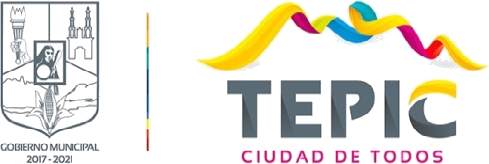 GOBIERNO MUNICIPAL
2017 - 2021
TEPIC
CIUDAD DE TODOS